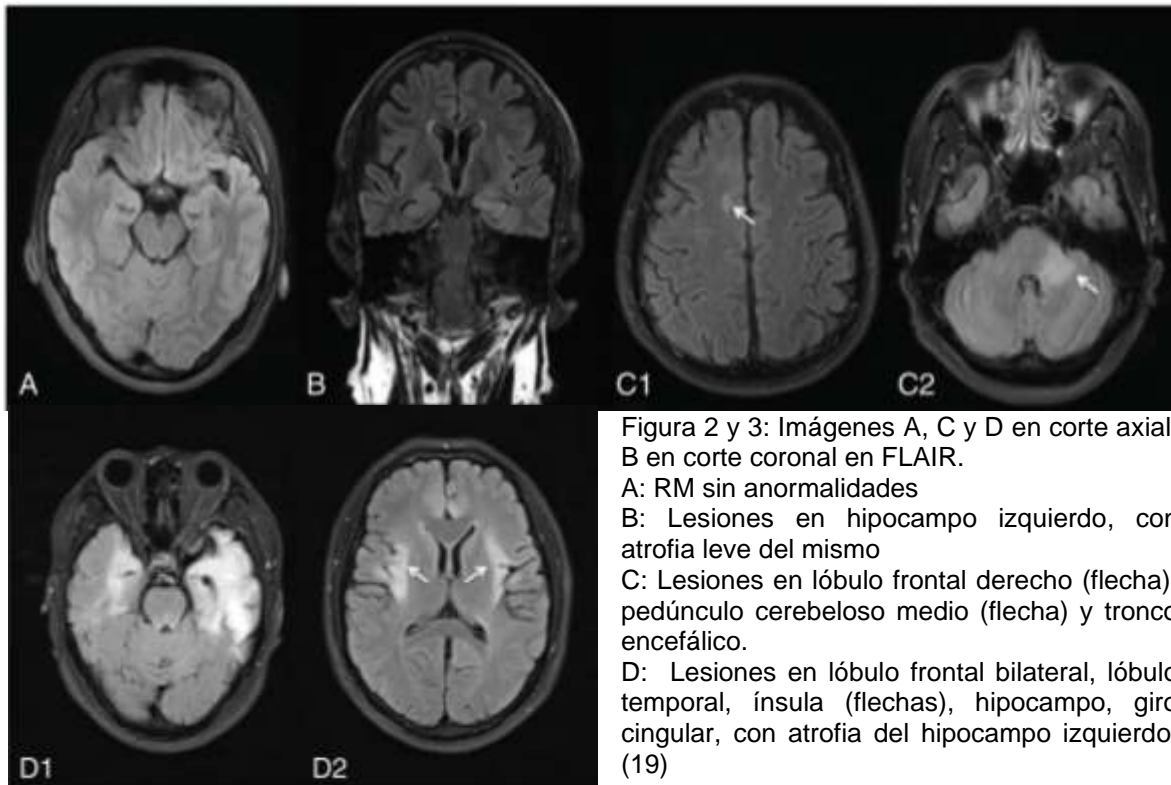 A
B
C1
C2
D1
D2
Figura 2 y 3: Imágenes A, C y D en corte axial
B en corte coronal en FLAIR.
A: RM sin anormalidades
B: Lesiones en hipocampo izquierdo, con
atrofia leve del mismo
C: Lesiones en lóbulo frontal derecho (flecha)
pedúnculo cerebeloso medio (flecha) y tronco
encefálico.
D: Lesiones en lóbulo frontal bilateral, lóbulo
temporal, ínsula (flechas), hipocampo, giro
cingular, con atrofia del hipocampo izquierdo
(19)